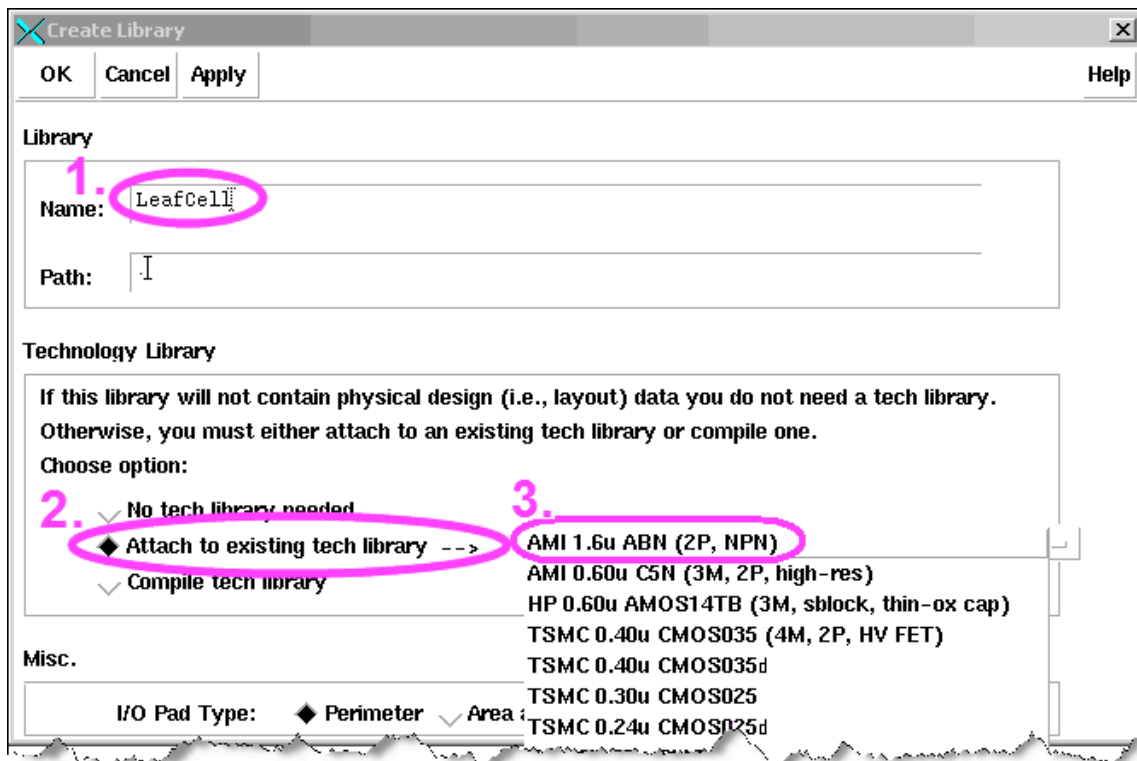 Create Library
OK Cancel Apply Help
Library
1.
Name: LeafCell
Path: .
Technology Library
If this library will not contain physical design (i.e., layout) data you do not need a tech library.
Otherwise, you must either attach to an existing tech library or compile one.
Choose option:
2. No tech library needed 3.
Attach to existing tech library --> AMI 1.6u ABN (2P, NPN)
Compile tech library AMI 0.60u C5N (3M, 2P, high-res)
HP 0.60u AMOS14TB (3M, sblock, thin-ox cap)
TSMC 0.40u CMOS035 (4M, 2P, HV FET)
Misc. TSMC 0.40u CMOS035d
TSMC 0.30u CMOS025
I/O Pad Type: Perimeter Area TSMC 0.24u CMOS025d